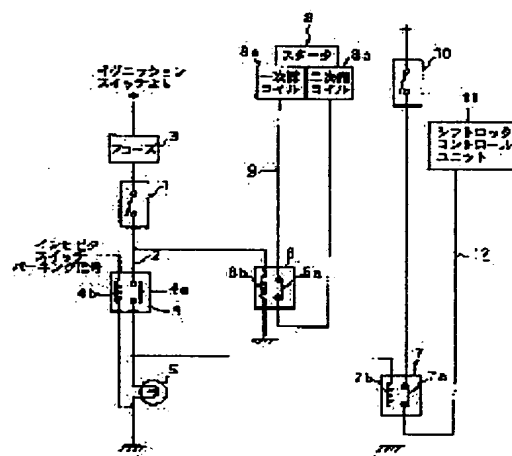 8
8a
スタータ
8b
一次側
コイル
二次側
コイル
10
イグニッション
スイッチより
11
シフトロック
コントロール
ユニット
3
フューズ
1
9
インヒビタ
スイッチ
パーキング信号
2
12
6
6b
6a
4b
4a
4
7
7b
7a
5